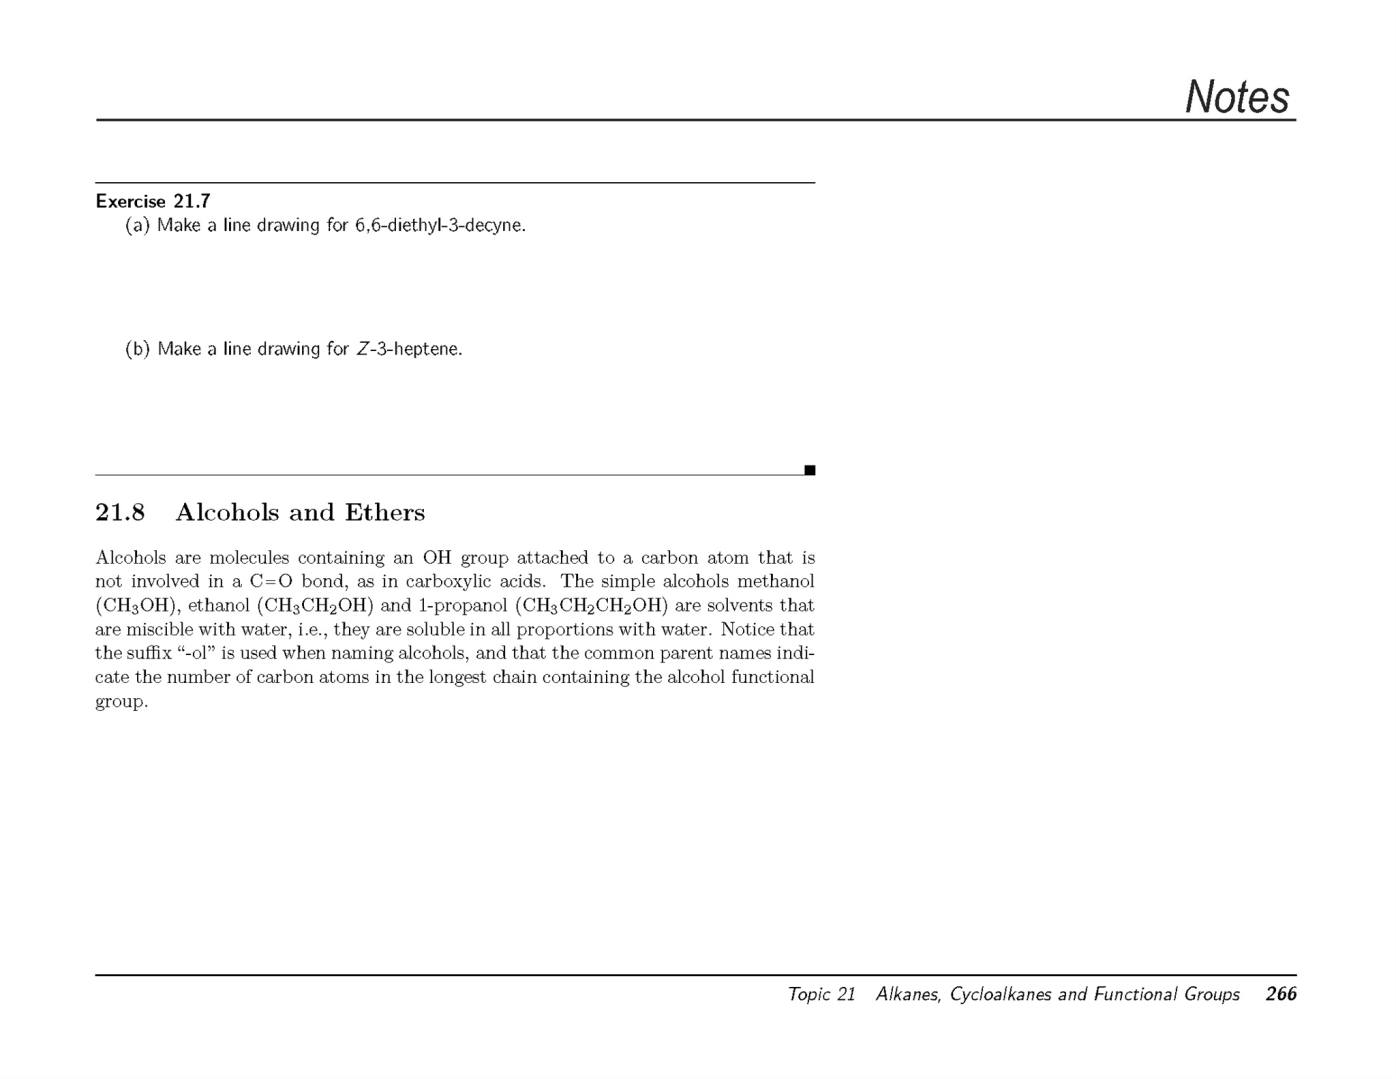 Notes
Exercise 21.7
(a) Make a line drawing for 6,6-diethyl-3-decyne.
(b) Make a line drawing for Z-3-heptene.
21.8 Alcohols and Ethers
Alcohols are molecules containing an OH group attached to a carbon atom that is
not involved in a C=O bond, as in carboxylic acids. The simple alcohols methanol
(CH₃OH), ethanol (CH₃CH₂OH) and 1-propanol (CH₃CH₂CH₂OH) are solvents that
are miscible with water, i.e., they are soluble in all proportions with water. Notice that
the suffix “-ol” is used when naming alcohols, and that the common parent names indi-
cate the number of carbon atoms in the longest chain containing the alcohol functional
group.
Topic 21 Alkanes, Cycloalkanes and Functional Groups 266